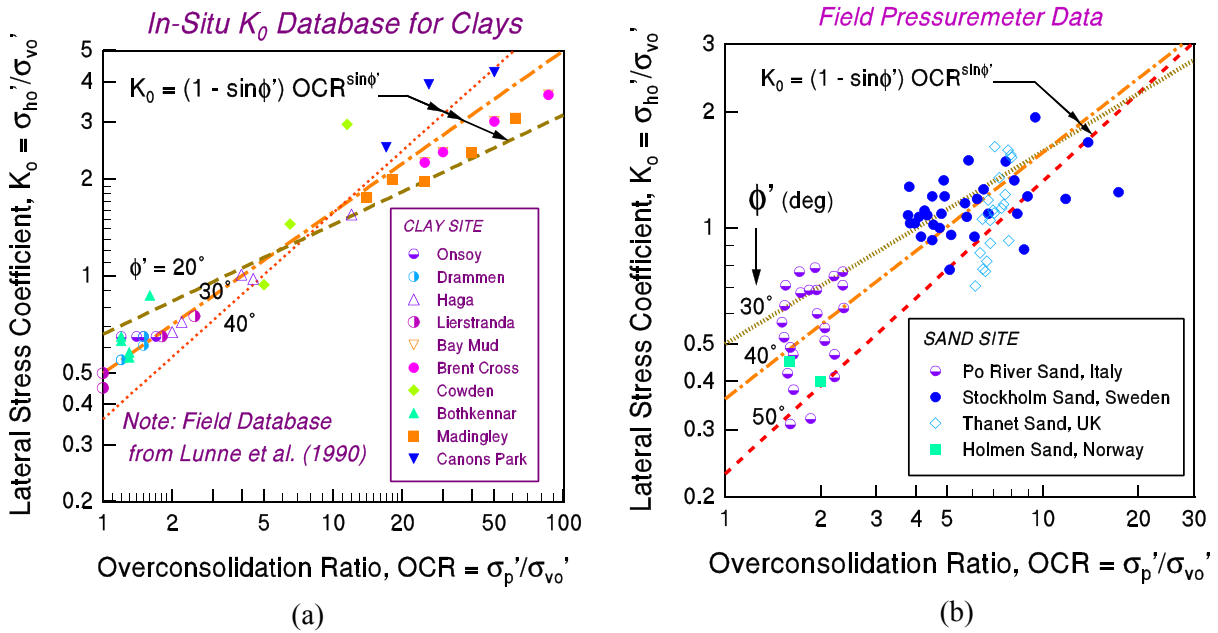 In-Situ K₀ Database for Clays
Lateral Stress Coefficient, Kₒ = σₕₒ'/σᵥₒ'
5
4
3
2
1
0.5
0.4
0.3
0.2
K₀ = (1 - sinϕ') OCR^sinϕ'
ϕ' = 20°
30°
40°
CLAY SITE
Onsoy
Drammen
Haga
Lierstranda
Bay Mud
Brent Cross
Cowden
Bothkennar
Madingley
Canons Park
Note: Field Database
from Lunne et al. (1990)
1 2 5 10 20 50 100
Overconsolidation Ratio, OCR = σₚ'/σᵥₒ'
(a)
Field Pressuremeter Data
Lateral Stress Coefficient, Kₒ = σₕₒ'/σᵥₒ'
3
2
1
0.5
0.4
0.3
0.2
K₀ = (1 - sinϕ') OCR^sinϕ'
ϕ' (deg)
30°
40°
50°
SAND SITE
Po River Sand, Italy
Stockholm Sand, Sweden
Thanet Sand, UK
Holmen Sand, Norway
1 2 3 4 5 10 20 30
Overconsolidation Ratio, OCR = σₚ'/σᵥₒ'
(b)